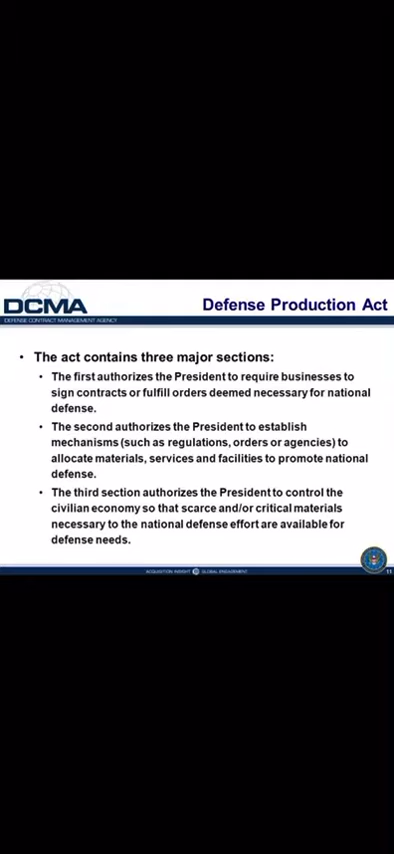 DCMA
DEFENSE CONTRACT MANAGEMENT AGENCY
Defense Production Act
• The act contains three major sections:
• The first authorizes the President to require businesses to
sign contracts or fulfill orders deemed necessary for national
defense.
• The second authorizes the President to establish
mechanisms (such as regulations, orders or agencies) to
allocate materials, services and facilities to promote national
defense.
• The third section authorizes the President to control the
civilian economy so that scarce and/or critical materials
necessary to the national defense effort are available for
defense needs.
ACQUISITION INSIGHT GLOBAL ENGAGEMENT
11